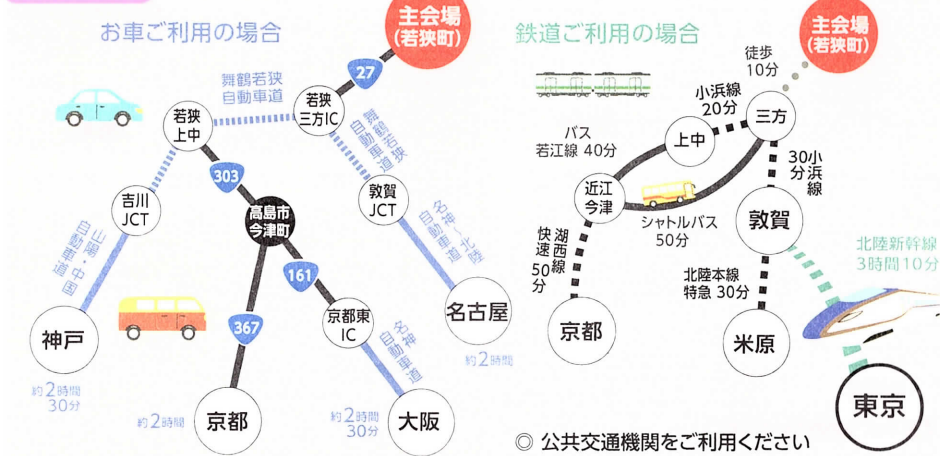 お車ご利用の場合
主会場
(若狭町)
27
舞鶴若狭
自動車道
若狭
三方IC
若狭
上中
舞鶴若狭
自動車道
303
吉川
JCT
敦賀
JCT
高島市
今津町
山陽・中国
自動車道
名神〜北陸
自動車道
161
367
京都東
IC
名古屋
約2時間
神戸
約2時間
30分
名神
自動車道
約2時間
京都
約2時間
30分
大阪
鉄道ご利用の場合
主会場
(若狭町)
徒歩
10分
小浜線
20分
三方
上中
バス
若江線 40分
小浜線
30分
近江
今津
シャトルバス
50分
敦賀
湖西線
快速 50分
北陸新幹線
3時間10分
北陸本線
特急 30分
京都
米原
東京
◎ 公共交通機関をご利用ください